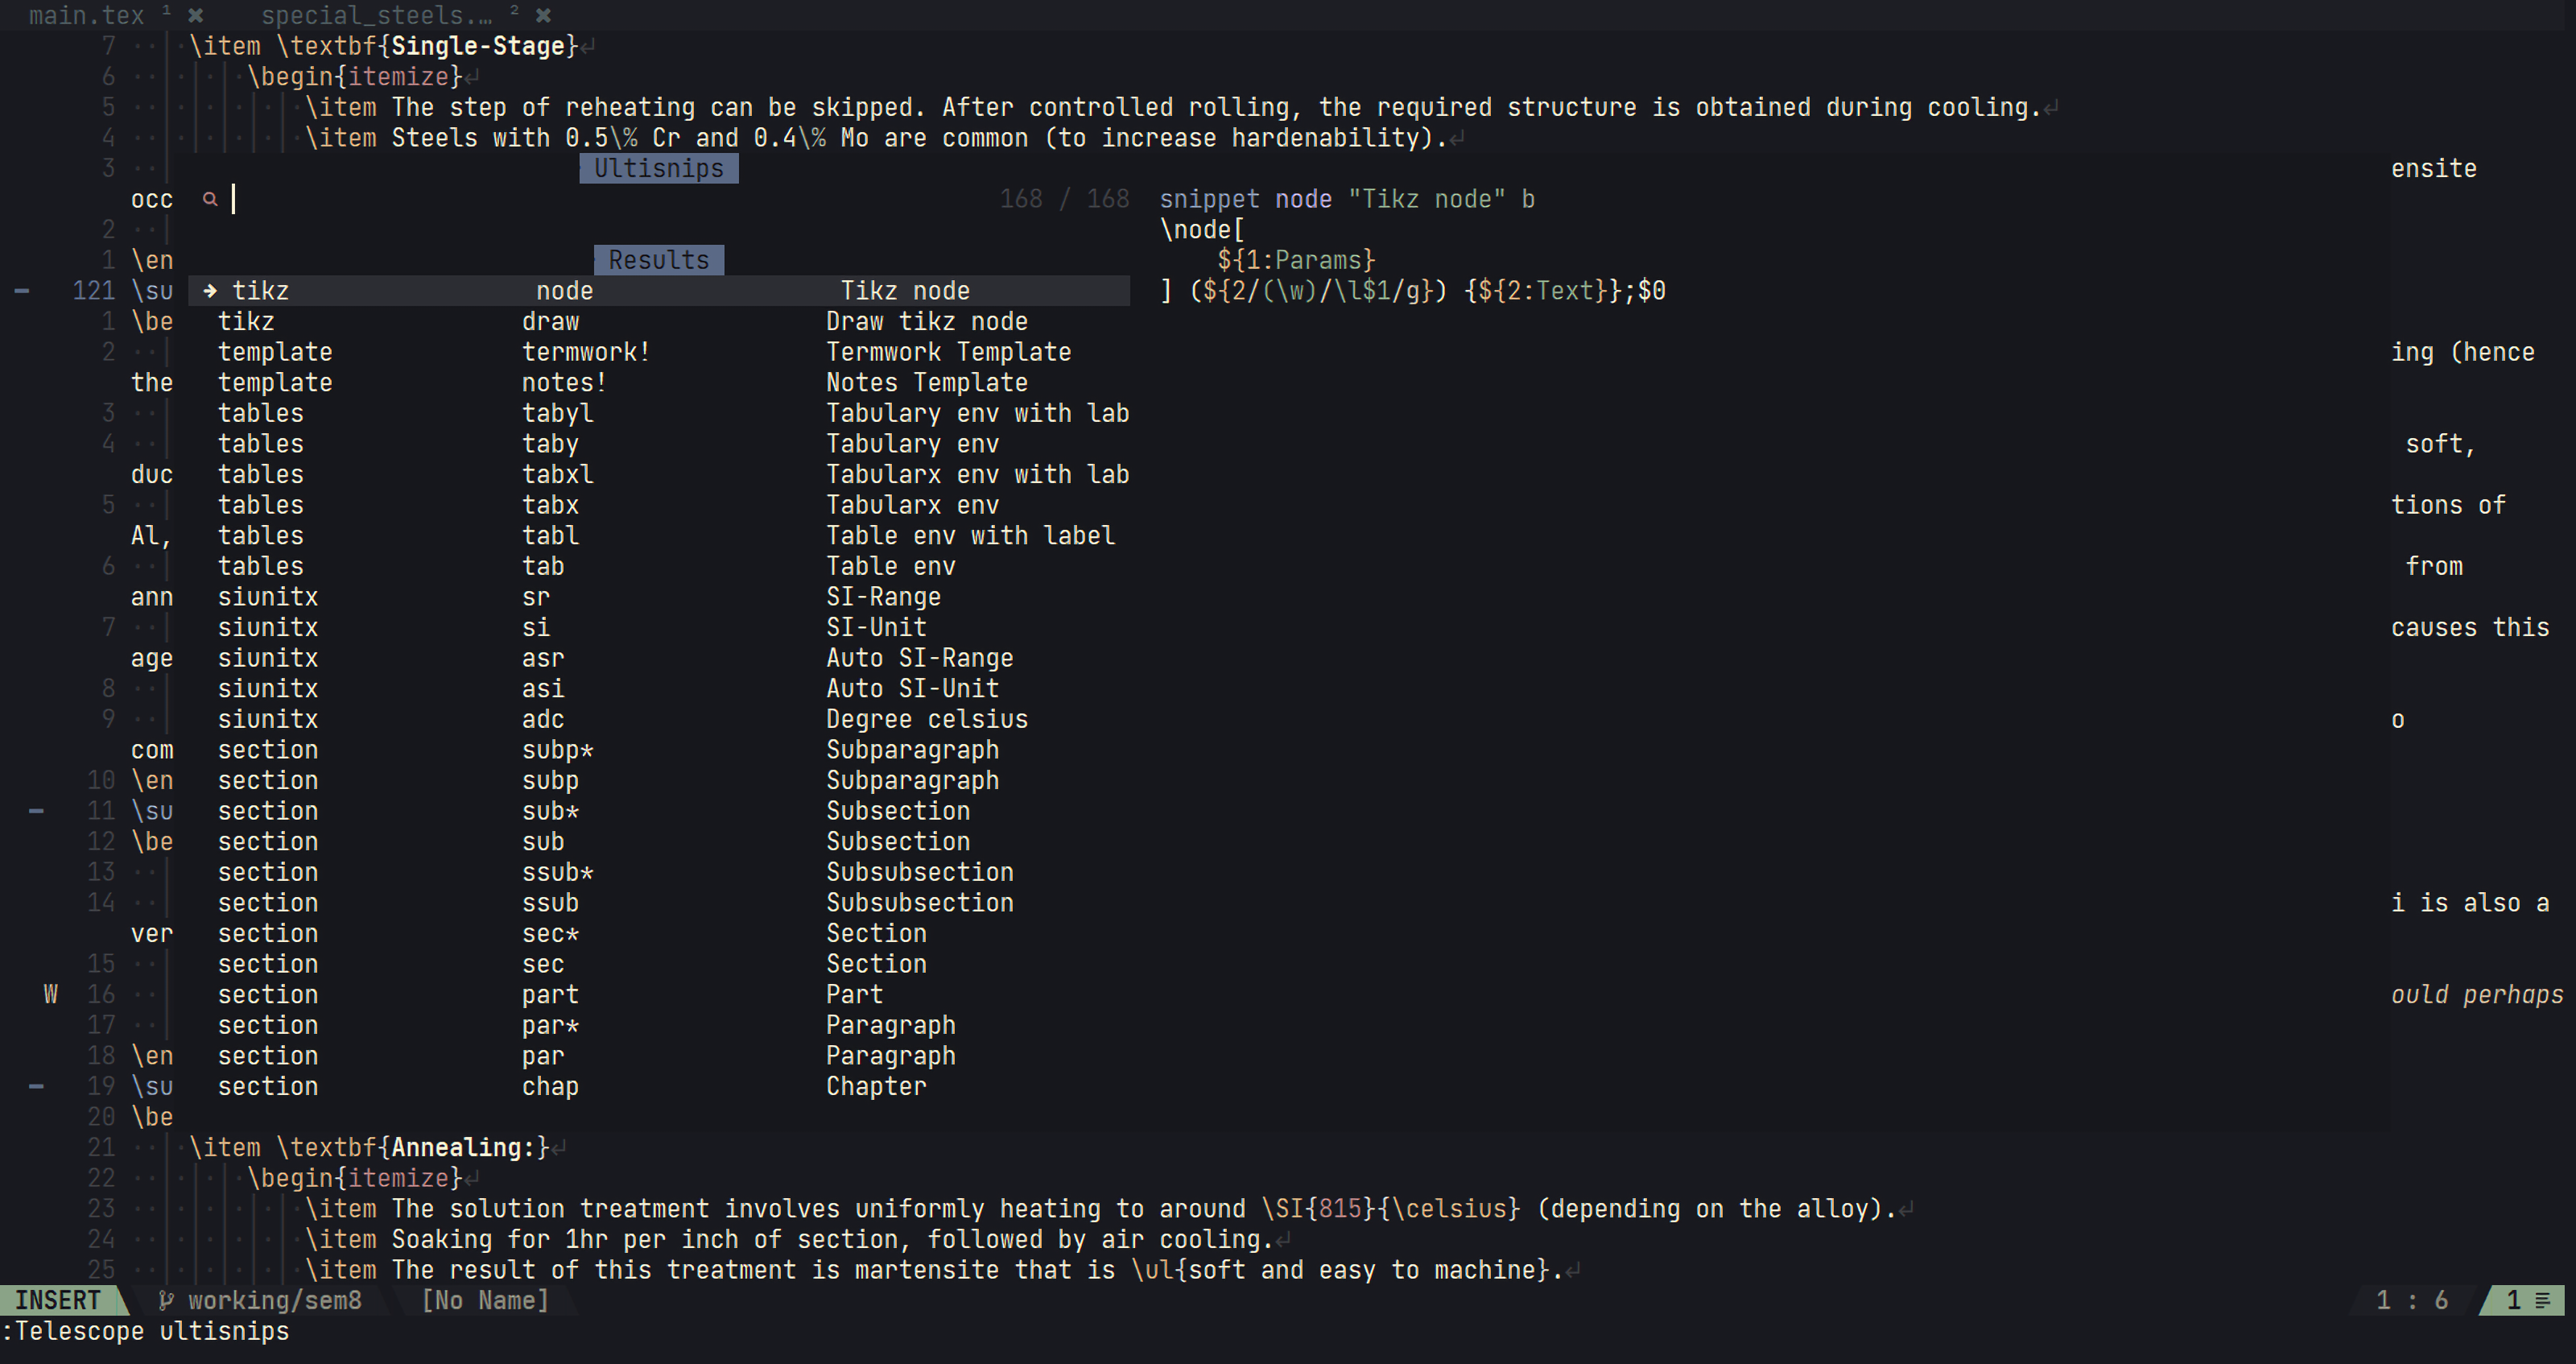 main.tex ¹ ✖ special_steels.… ² ✖
7 \item \textbf{Single-Stage}↵
6 \begin{itemize}↵
5 \item The step of reheating can be skipped. After controlled rolling, the required structure is obtained during cooling.↵
4 \item Steels with 0.5\% Cr and 0.4\% Mo are common (to increase hardenability).↵
3 Ultisnips ensite
occ 168 / 168 snippet node "Tikz node" b
2 \node[
1 \en Results ${1:Params}
121 \su → tikz node Tikz node ] (${2/(\w)/\l$1/g}) {${2:Text}};$0
1 \be tikz draw Draw tikz node
2 template termwork! Termwork Template ing (hence
the template notes! Notes Template
3 tables tabyl Tabulary env with lab
4 tables taby Tabulary env soft,
duc tables tabxl Tabularx env with lab
5 tables tabx Tabularx env tions of
Al, tables tabl Table env with label
6 tables tab Table env from
ann siunitx sr SI-Range
7 siunitx si SI-Unit causes this
age siunitx asr Auto SI-Range
8 siunitx asi Auto SI-Unit
9 siunitx adc Degree celsius o
com section subp* Subparagraph
10 \en section subp Subparagraph
11 \su section sub* Subsection
12 \be section sub Subsection
13 section ssub* Subsubsection
14 section ssub Subsubsection i is also a
ver section sec* Section
15 section sec Section
W 16 section part Part ould perhaps
17 section par* Paragraph
18 \en section par Paragraph
19 \su section chap Chapter
20 \be
21 \item \textbf{Annealing:}↵
22 \begin{itemize}↵
23 \item The solution treatment involves uniformly heating to around \SI{815}{\celsius} (depending on the alloy).↵
24 \item Soaking for 1hr per inch of section, followed by air cooling.↵
25 \item The result of this treatment is martensite that is \ul{soft and easy to machine}.↵
INSERT working/sem8 [No Name] 1 : 6 1
:Telescope ultisnips